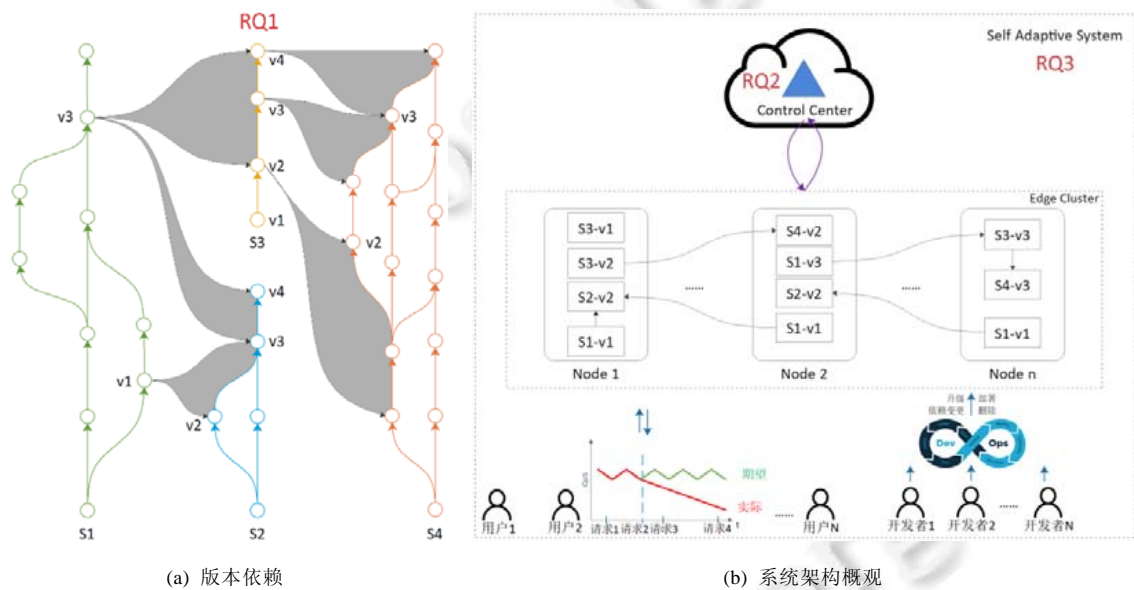 RQ1
v4
v3
v3
v3
v2
v2
v1
S3
v4
v3
v1
v2
S1
S2
S4
(a) 版本依赖
Self Adaptive System
RQ3
RQ2
Control Center
Edge Cluster
S3-v1
S3-v2
S2-v2
S1-v1
Node 1
......
S4-v2
S1-v3
S2-v2
S1-v1
Node 2
......
S3-v3
S4-v3
S1-v1
Node n
升级 部署
依赖变更 删除
Dev Ops
QoS
期望
实际
t
请求1 请求2 请求3 请求4
用户1
用户2
......
用户N
开发者1
开发者2
......
开发者N
(b) 系统架构概观